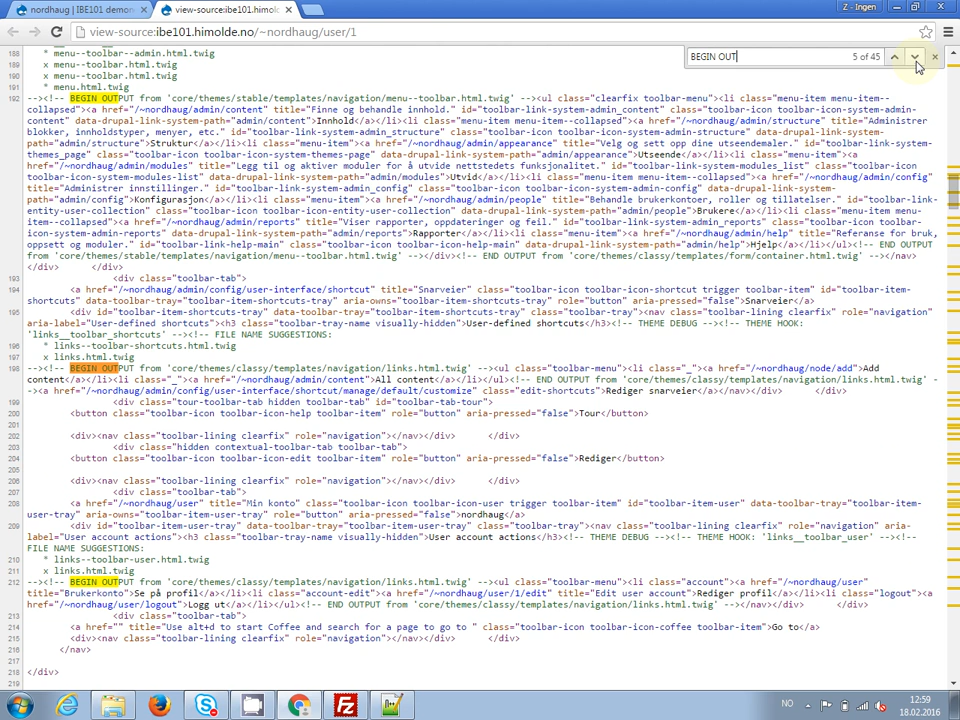 nordhaug | IBE101 demon
view-source:ibe101.himol
Z - Ingen
view-source:ibe101.himolde.no/~nordhaug/user/1
BEGIN OUT
5 of 45
188 * menu--toolbar--admin.html.twig
189 x menu--toolbar.html.twig
190 x menu--toolbar.html.twig
191 * menu.html.twig
192 --><!-- BEGIN OUTPUT from 'core/themes/stable/templates/navigation/menu--toolbar.html.twig' --><ul class="clearfix toolbar-menu"><li class="menu-item menu-item--
collapsed"><a href="/~nordhaug/admin/content" title="Finne og behandle innhold." id="toolbar-link-system-admin_content" class="toolbar-icon toolbar-icon-system-admin-
content" data-drupal-link-system-path="admin/content">Innhold</a></li><li class="menu-item menu-item--collapsed"><a href="/~nordhaug/admin/structure" title="Administrer
blokker, innholdstyper, menyer, etc." id="toolbar-link-system-admin_structure" class="toolbar-icon toolbar-icon-system-admin-structure" data-drupal-link-system-
path="admin/structure">Struktur</a></li><li class="menu-item"><a href="/~nordhaug/admin/appearance" title="Velg og sett opp dine utseendemaler." id="toolbar-link-system-
themes_page" class="toolbar-icon toolbar-icon-system-themes-page" data-drupal-link-system-path="admin/appearance">Utseende</a></li><li class="menu-item"><a
href="/~nordhaug/admin/modules" title="Legg til og aktiver moduler for å utvide nettstedets funksjonalitet." id="toolbar-link-system-modules_list" class="toolbar-icon
toolbar-icon-system-modules-list" data-drupal-link-system-path="admin/modules">Utvid</a></li><li class="menu-item menu-item--collapsed"><a href="/~nordhaug/admin/config"
title="Administrer innstillinger." id="toolbar-link-system-admin_config" class="toolbar-icon toolbar-icon-system-admin-config" data-drupal-link-system-
path="admin/config">Konfigurasjon</a></li><li class="menu-item"><a href="/~nordhaug/admin/people" title="Behandle brukerkontoer, roller og tillatelser." id="toolbar-link-
entity-user-collection" class="toolbar-icon toolbar-icon-entity-user-collection" data-drupal-link-system-path="admin/people">Brukere</a></li><li class="menu-item menu-
item--collapsed"><a href="/~nordhaug/admin/reports" title="Viser rapporter, oppdateringer og feil." id="toolbar-link-system-admin_reports" class="toolbar-icon toolbar-
icon-system-admin-reports" data-drupal-link-system-path="admin/reports">Rapporter</a></li><li class="menu-item"><a href="/~nordhaug/admin/help" title="Referanse for bruk,
oppsett og moduler." id="toolbar-link-help-main" class="toolbar-icon toolbar-icon-help-main" data-drupal-link-system-path="admin/help">Hjelp</a></li></ul><!-- END OUTPUT
from 'core/themes/stable/templates/navigation/menu--toolbar.html.twig' --><!-- END OUTPUT from 'core/themes/classy/templates/form/container.html.twig' --></nav>
</div> </div>
193 <div class="toolbar-tab">
194 <a href="/~nordhaug/admin/config/user-interface/shortcut" title="Snarveier" class="toolbar-icon toolbar-icon-shortcut trigger toolbar-item" id="toolbar-item-
shortcuts" data-toolbar-tray="toolbar-item-shortcuts-tray" aria-owns="toolbar-item-shortcuts-tray" role="button" aria-pressed="false">Snarveier</a>
195 <div id="toolbar-item-shortcuts-tray" data-toolbar-tray="toolbar-item-shortcuts-tray" class="toolbar-tray"><nav class="toolbar-lining clearfix" role="navigation"
aria-label="User-defined shortcuts"><h3 class="toolbar-tray-name visually-hidden">User-defined shortcuts</h3><!-- THEME DEBUG --><!-- THEME HOOK:
'links__toolbar_shortcuts' --><!-- FILE NAME SUGGESTIONS:
196 * links--toolbar-shortcuts.html.twig
197 x links.html.twig
198 --><!-- BEGIN OUTPUT from 'core/themes/classy/templates/navigation/links.html.twig' --><ul class="toolbar-menu"><li class="_"><a href="/~nordhaug/node/add">Add
content</a></li><li class="_"><a href="/~nordhaug/admin/content">All content</a></li></ul><!-- END OUTPUT from 'core/themes/classy/templates/navigation/links.html.twig' -
-><a href="/~nordhaug/admin/config/user-interface/shortcut/manage/default/customize" class="edit-shortcuts">Rediger snarveier</a></nav></div> </div>
199 <div class="tour-toolbar-tab hidden toolbar-tab" id="toolbar-tab-tour">
200 <button class="toolbar-icon toolbar-icon-help toolbar-item" role="button" aria-pressed="false">Tour</button>
201
202 <div><nav class="toolbar-lining clearfix" role="navigation"></nav></div> </div>
203 <div class="hidden contextual-toolbar-tab toolbar-tab">
204 <button class="toolbar-icon toolbar-icon-edit toolbar-item" role="button" aria-pressed="false">Rediger</button>
205
206 <div><nav class="toolbar-lining clearfix" role="navigation"></nav></div> </div>
207 <div class="toolbar-tab">
208 <a href="/~nordhaug/user" title="Min konto" class="toolbar-icon toolbar-icon-user trigger toolbar-item" id="toolbar-item-user" data-toolbar-tray="toolbar-item-user-
tray" aria-owns="toolbar-item-user-tray" role="button" aria-pressed="false">nordhaug</a>
209 <div id="toolbar-item-user-tray" data-toolbar-tray="toolbar-item-user-tray" class="toolbar-tray"><nav class="toolbar-lining clearfix" role="navigation" aria-
label="User account actions"><h3 class="toolbar-tray-name visually-hidden">User account actions</h3><!-- THEME DEBUG --><!-- THEME HOOK: 'links__toolbar_user' --><!--
FILE NAME SUGGESTIONS:
210 * links--toolbar-user.html.twig
211 x links.html.twig
212 --><!-- BEGIN OUTPUT from 'core/themes/classy/templates/navigation/links.html.twig' --><ul class="toolbar-menu"><li class="account"><a href="/~nordhaug/user"
title="Brukerkonto">Se på profil</a></li><li class="account-edit"><a href="/~nordhaug/user/1/edit" title="Edit user account">Rediger profil</a></li><li class="logout"><a
href="/~nordhaug/user/logout">Logg ut</a></li></ul><!-- END OUTPUT from 'core/themes/classy/templates/navigation/links.html.twig' --></nav></div> </div>
213 <div class="toolbar-tab">
214 <a href="" title="Use alt+d to start Coffee and search for a page to go to " class="toolbar-icon toolbar-icon-coffee toolbar-item">Go to</a>
215 <div><nav class="toolbar-lining clearfix" role="navigation"></nav></div> </div>
216 </nav>
217
218 </div>
219
NO
12:59
18.02.2016